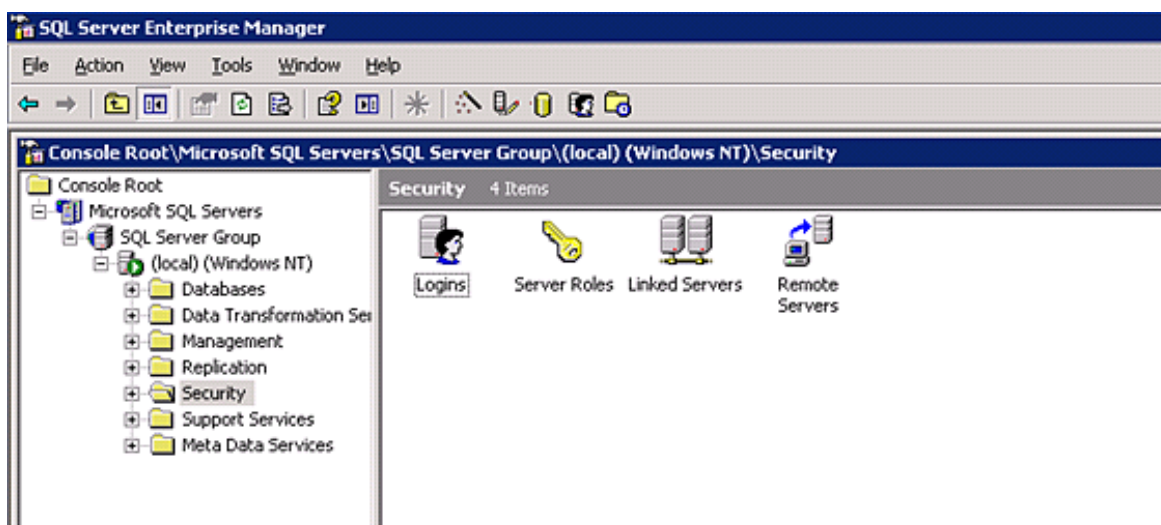 SQL Server Enterprise Manager
File Action View Tools Window Help
Console Root\Microsoft SQL Servers\SQL Server Group\(local) (Windows NT)\Security
Console Root
Microsoft SQL Servers
SQL Server Group
(local) (Windows NT)
Databases
Data Transformation Ser
Management
Replication
Security
Support Services
Meta Data Services
Security 4 Items
Logins
Server Roles
Linked Servers
Remote
Servers